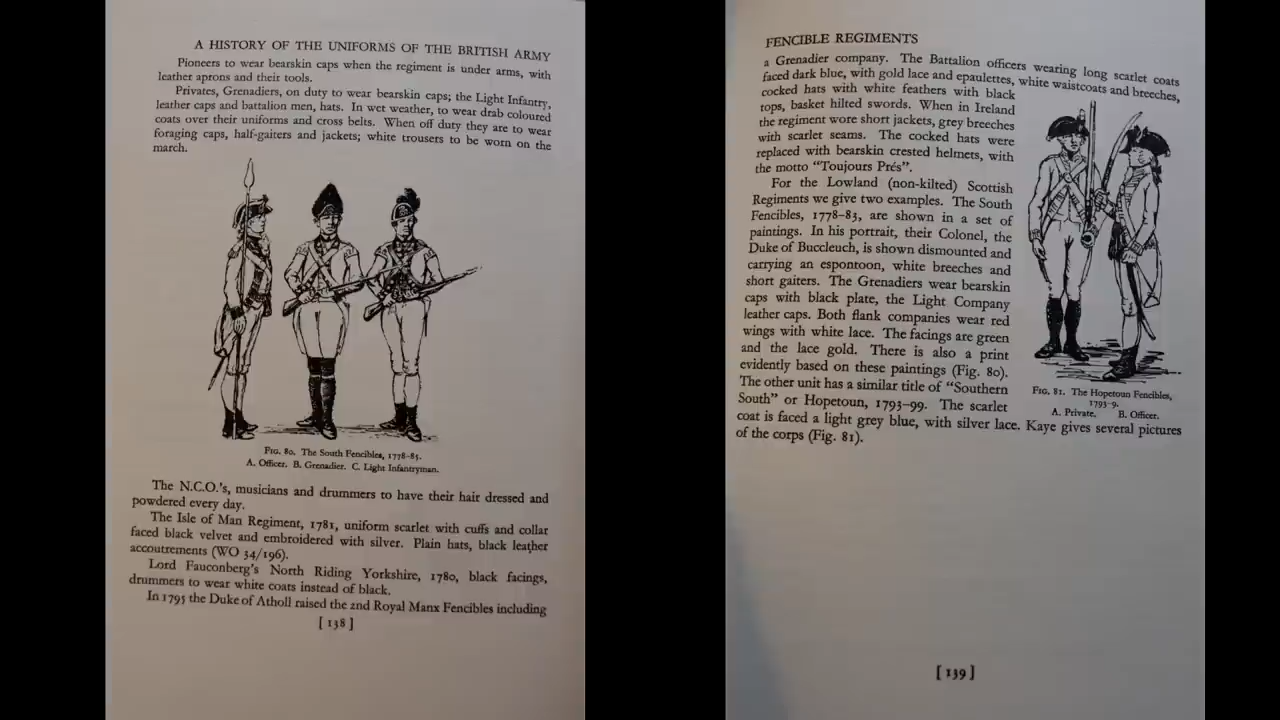 A HISTORY OF THE UNIFORMS OF THE BRITISH ARMY
Pioneers to wear bearskin caps when the regiment is under arms, with
leather aprons and their tools.
Privates, Grenadiers, on duty to wear bearskin caps; the Light Infantry,
leather caps and battalion men, hats. In wet weather, to wear drab coloured
coats over their uniforms and cross belts. When off duty they are to wear
foraging caps, half-gaiters and jackets; white trousers to be worn on the
march.
FIG. 80. The South Fencibles, 1778–83.
A. Officer. B. Grenadier. C. Light Infantryman.
The N.C.O.'s, musicians and drummers to have their hair dressed and
powdered every day.
The Isle of Man Regiment, 1781, uniform scarlet with cuffs and collar
faced black velvet and embroidered with silver. Plain hats, black leather
accoutrements (WO 34/196).
Lord Fauconberg's North Riding Yorkshire, 1780, black facings,
drummers to wear white coats instead of black.
In 1795 the Duke of Atholl raised the 2nd Royal Manx Fencibles including
[ 138 ]
FENCIBLE REGIMENTS
a Grenadier company. The Battalion officers wearing long scarlet coats
faced dark blue, with gold lace and epaulettes, white waistcoats and breeches,
cocked hats with white feathers with black
tops, basket hilted swords. When in Ireland
the regiment wore short jackets, grey breeches
with scarlet seams. The cocked hats were
replaced with bearskin crested helmets, with
the motto "Toujours Prés".
For the Lowland (non-kilted) Scottish
Regiments we give two examples. The South
Fencibles, 1778–83, are shown in a set of
paintings. In his portrait, their Colonel, the
Duke of Buccleuch, is shown dismounted and
carrying an espontoon, white breeches and
short gaiters. The Grenadiers wear bearskin
caps with black plate, the Light Company
leather caps. Both flank companies wear red
wings with white lace. The facings are green
and the lace gold. There is also a print
evidently based on these paintings (Fig. 80).
The other unit has a similar title of "Southern
South" or Hopetoun, 1793–99. The scarlet
coat is faced a light grey blue, with silver lace. Kaye gives several pictures
of the corps (Fig. 81).
FIG. 81. The Hopetoun Fencibles,
1793–9.
A. Private. B. Officer.
[ 139 ]